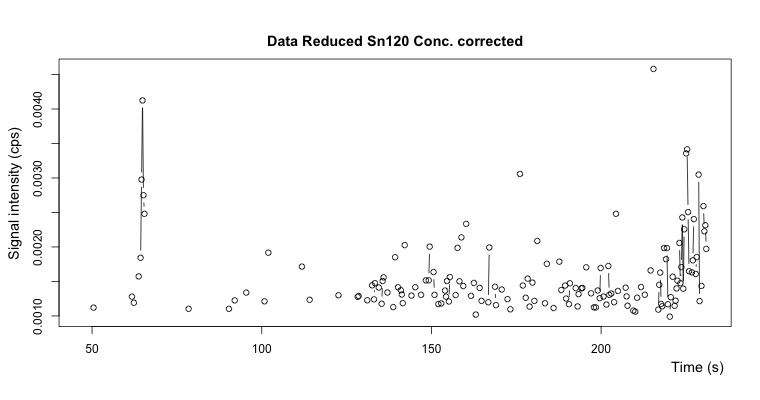 Data Reduced Sn120 Conc. corrected
Signal intensity (cps)
0.0040
0.0030
0.0020
0.0010
50 100 150 200
Time (s)